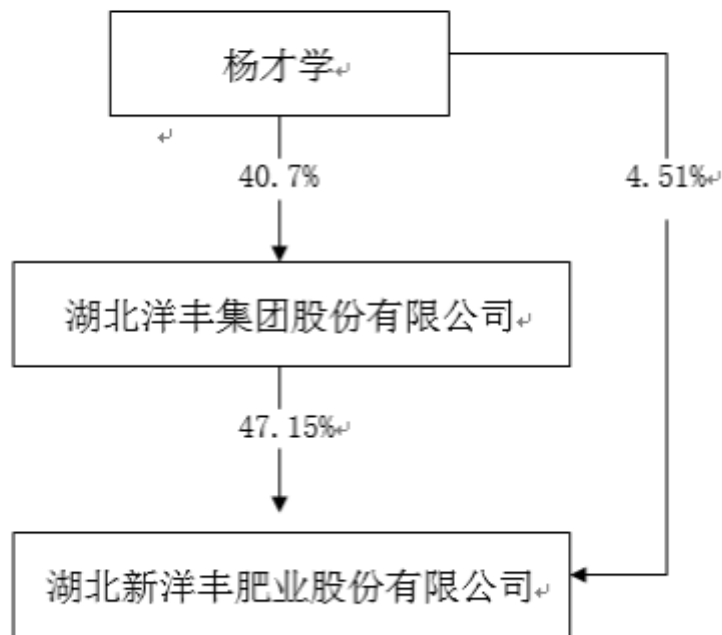 杨才学
40.7%
4.51%
湖北洋丰集团股份有限公司
47.15%
湖北新洋丰肥业股份有限公司